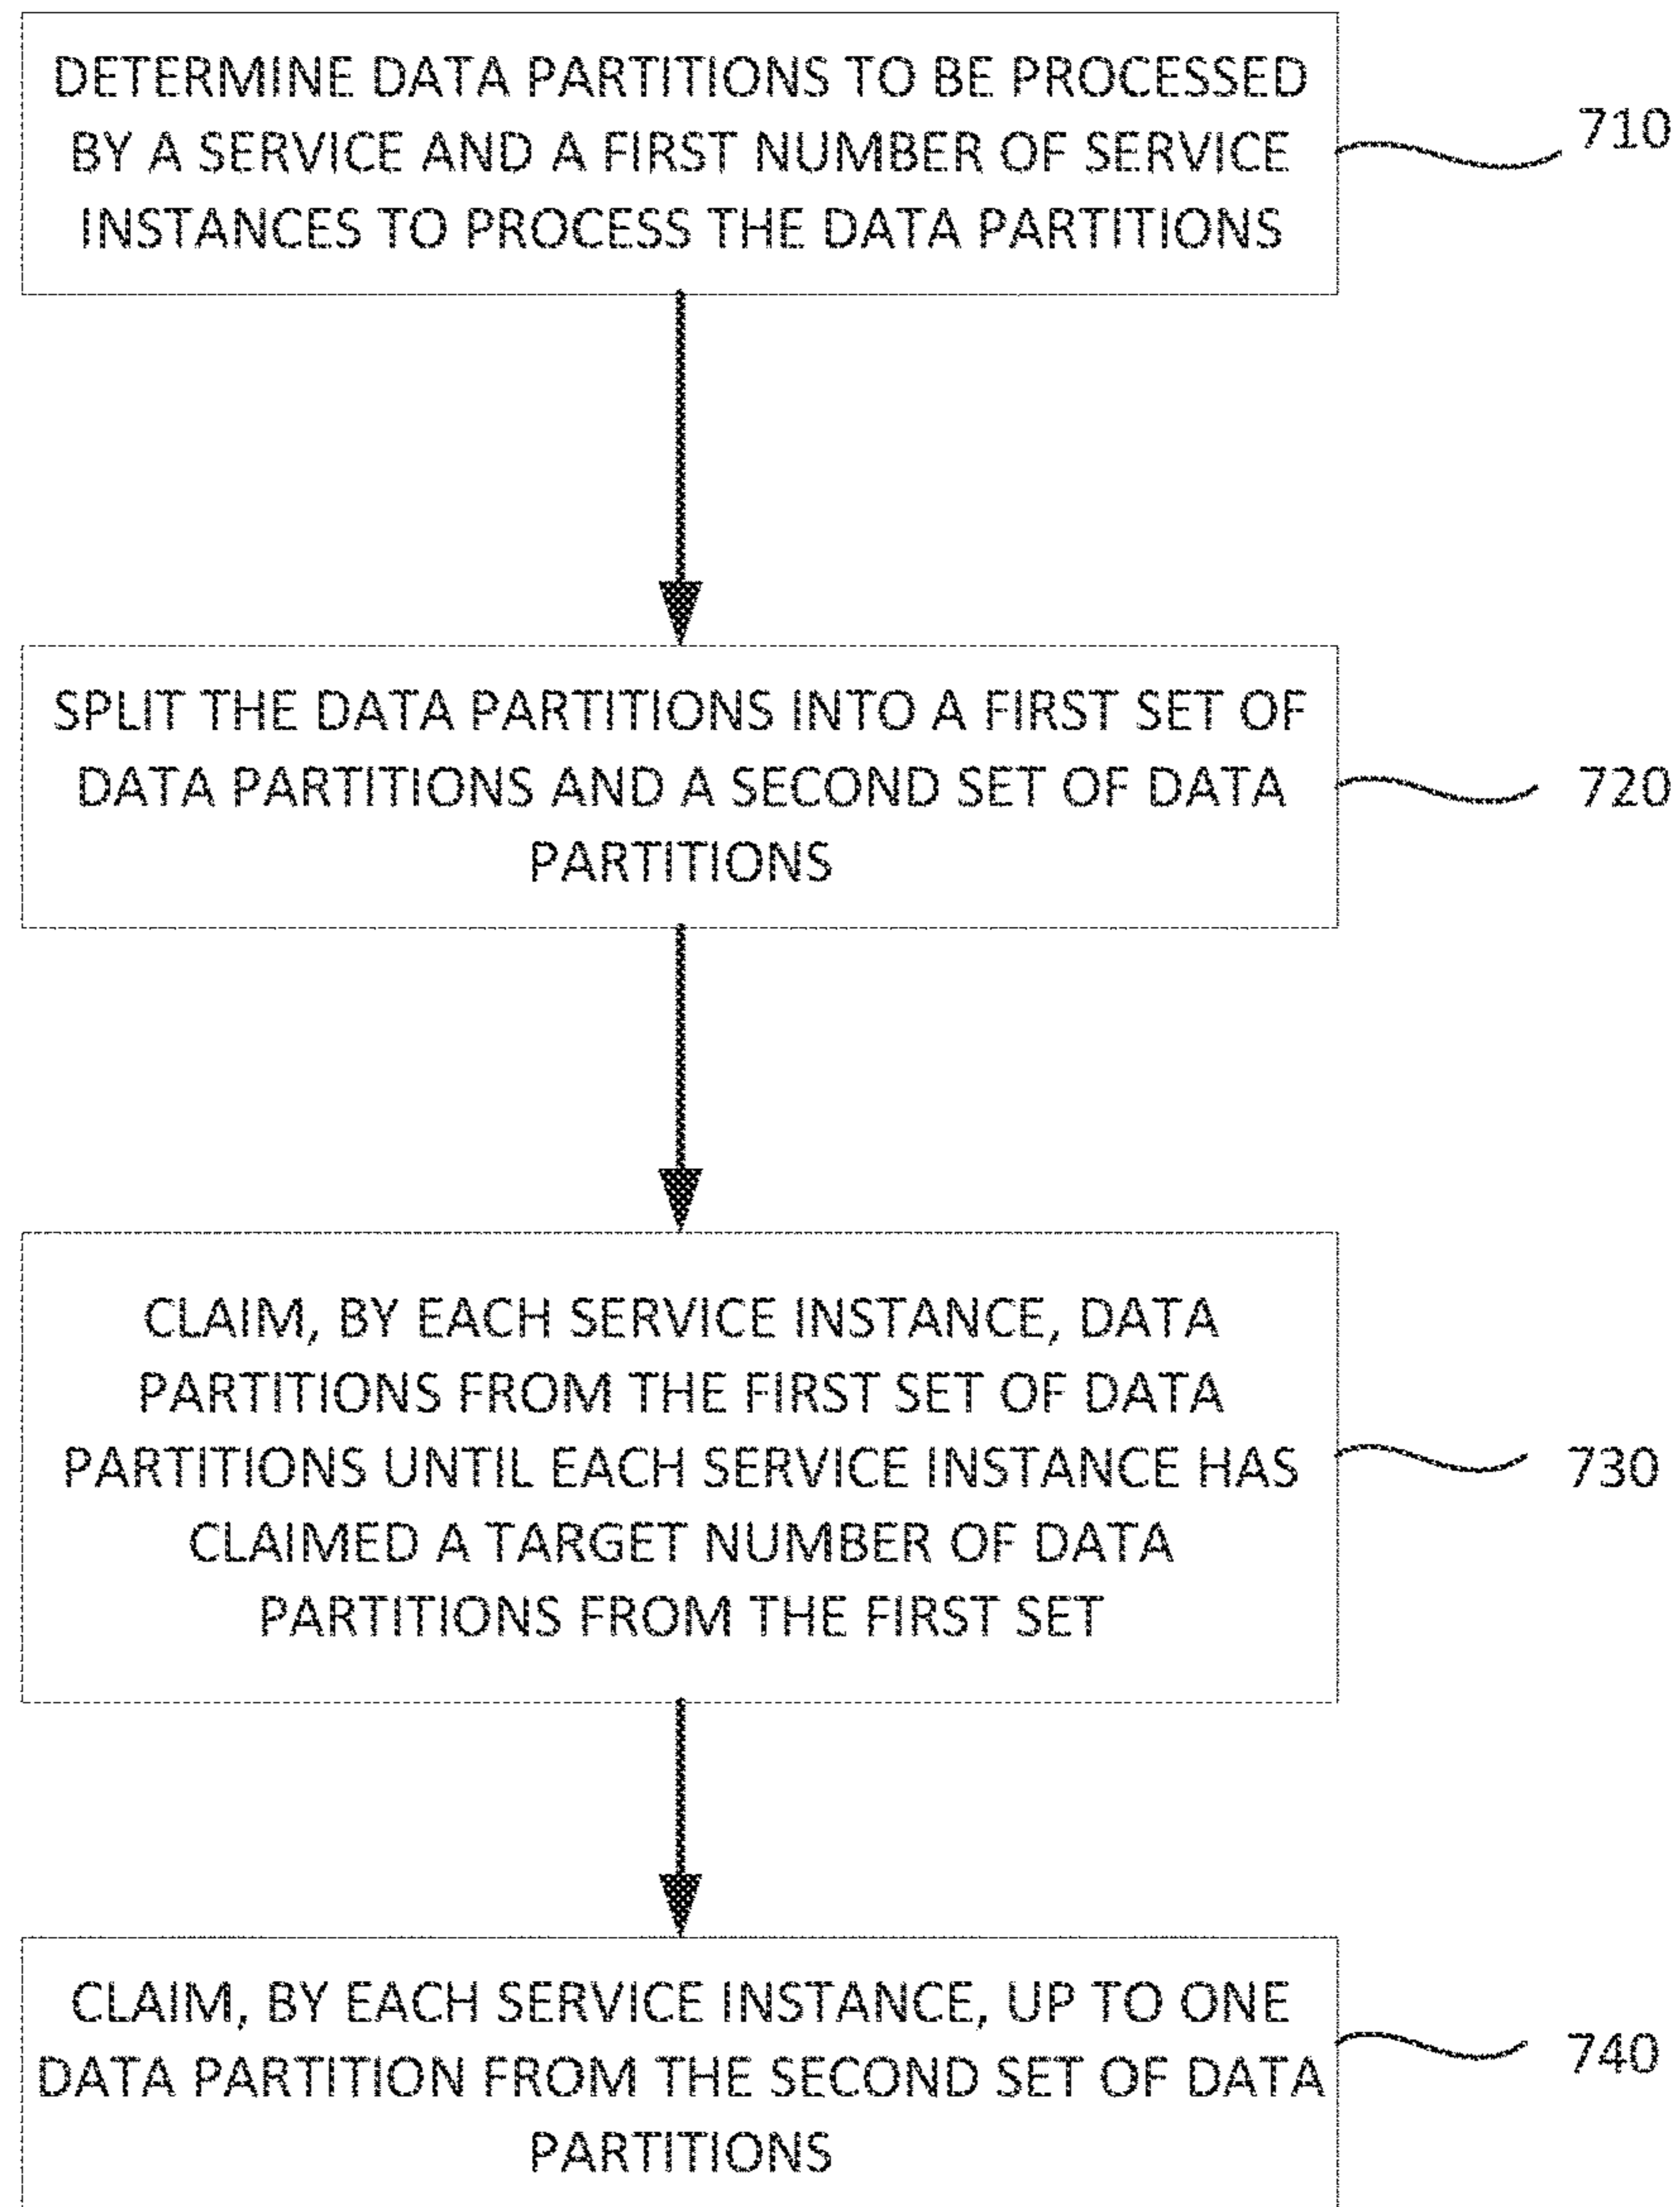 DETERMINE DATA PARTITIONS TO BE PROCESSED
BY A SERVICE AND A FIRST NUMBER OF SERVICE
INSTANCES TO PROCESS THE DATA PARTITIONS
710
SPLIT THE DATA PARTITIONS INTO A FIRST SET OF
DATA PARTITIONS AND A SECOND SET OF DATA
PARTITIONS
720
CLAIM, BY EACH SERVICE INSTANCE, DATA
PARTITIONS FROM THE FIRST SET OF DATA
PARTITIONS UNTIL EACH SERVICE INSTANCE HAS
CLAIMED A TARGET NUMBER OF DATA
PARTITIONS FROM THE FIRST SET
730
CLAIM, BY EACH SERVICE INSTANCE, UP TO ONE
DATA PARTITION FROM THE SECOND SET OF DATA
PARTITIONS
740